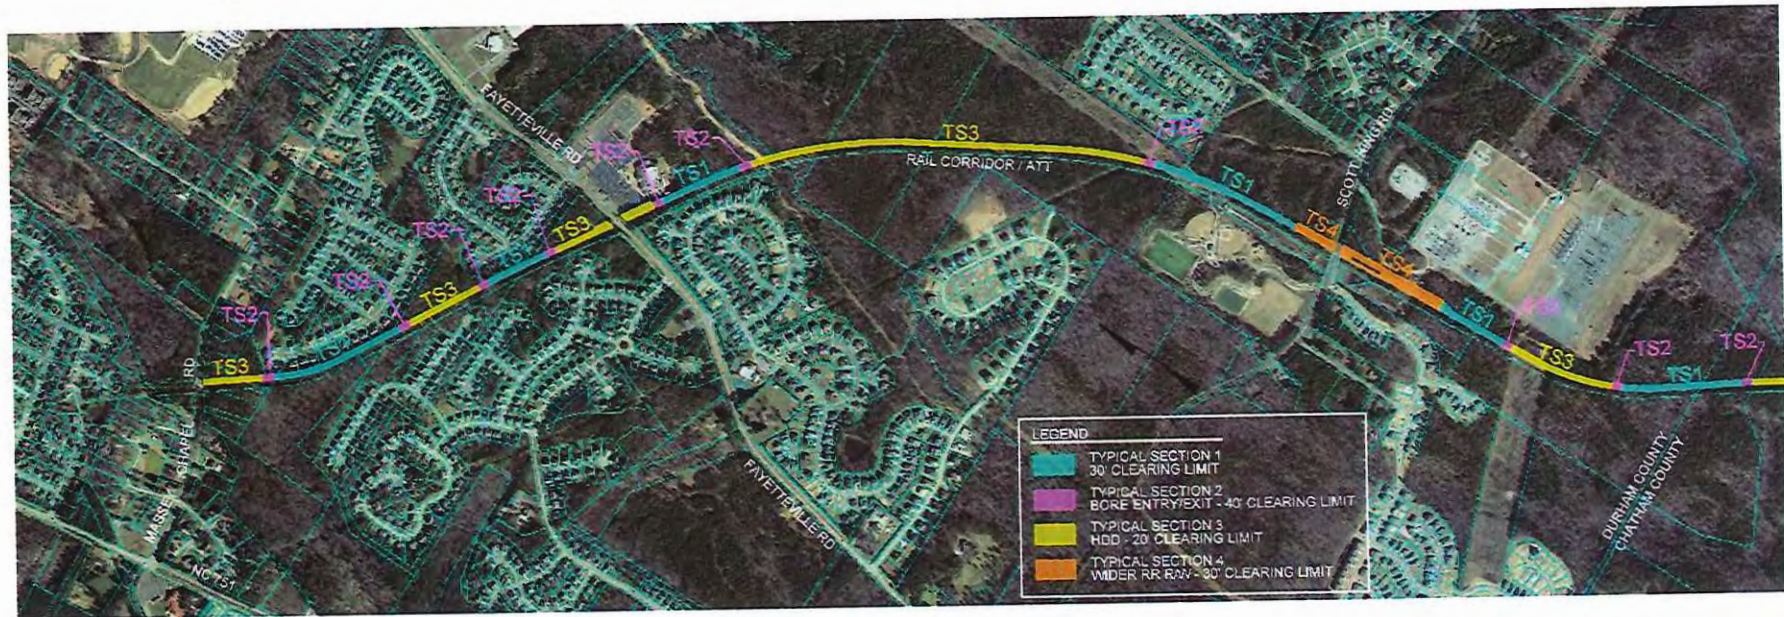 FAYETTEVILLE RD
TS2
TS2
TS3
TS2
RAIL CORRIDOR / ATT
SCOTT KING RD
TS1
TS1
TS2
TS3
TS4
TS2
TS1
TS4
TS2
TS3
TS2
TS1
TS2
TS3
TS2
TS2
TS3
TS1
RD
MASSEY CHAPEL
NC 751
FAYETTEVILLE RD
DURHAM COUNTY
CHATHAM COUNTY
LEGEND
TYPICAL SECTION 1
30' CLEARING LIMIT
TYPICAL SECTION 2
BORE ENTRY/EXIT - 40' CLEARING LIMIT
TYPICAL SECTION 3
HDD - 20' CLEARING LIMIT
TYPICAL SECTION 4
WIDER RR R/W - 30' CLEARING LIMIT